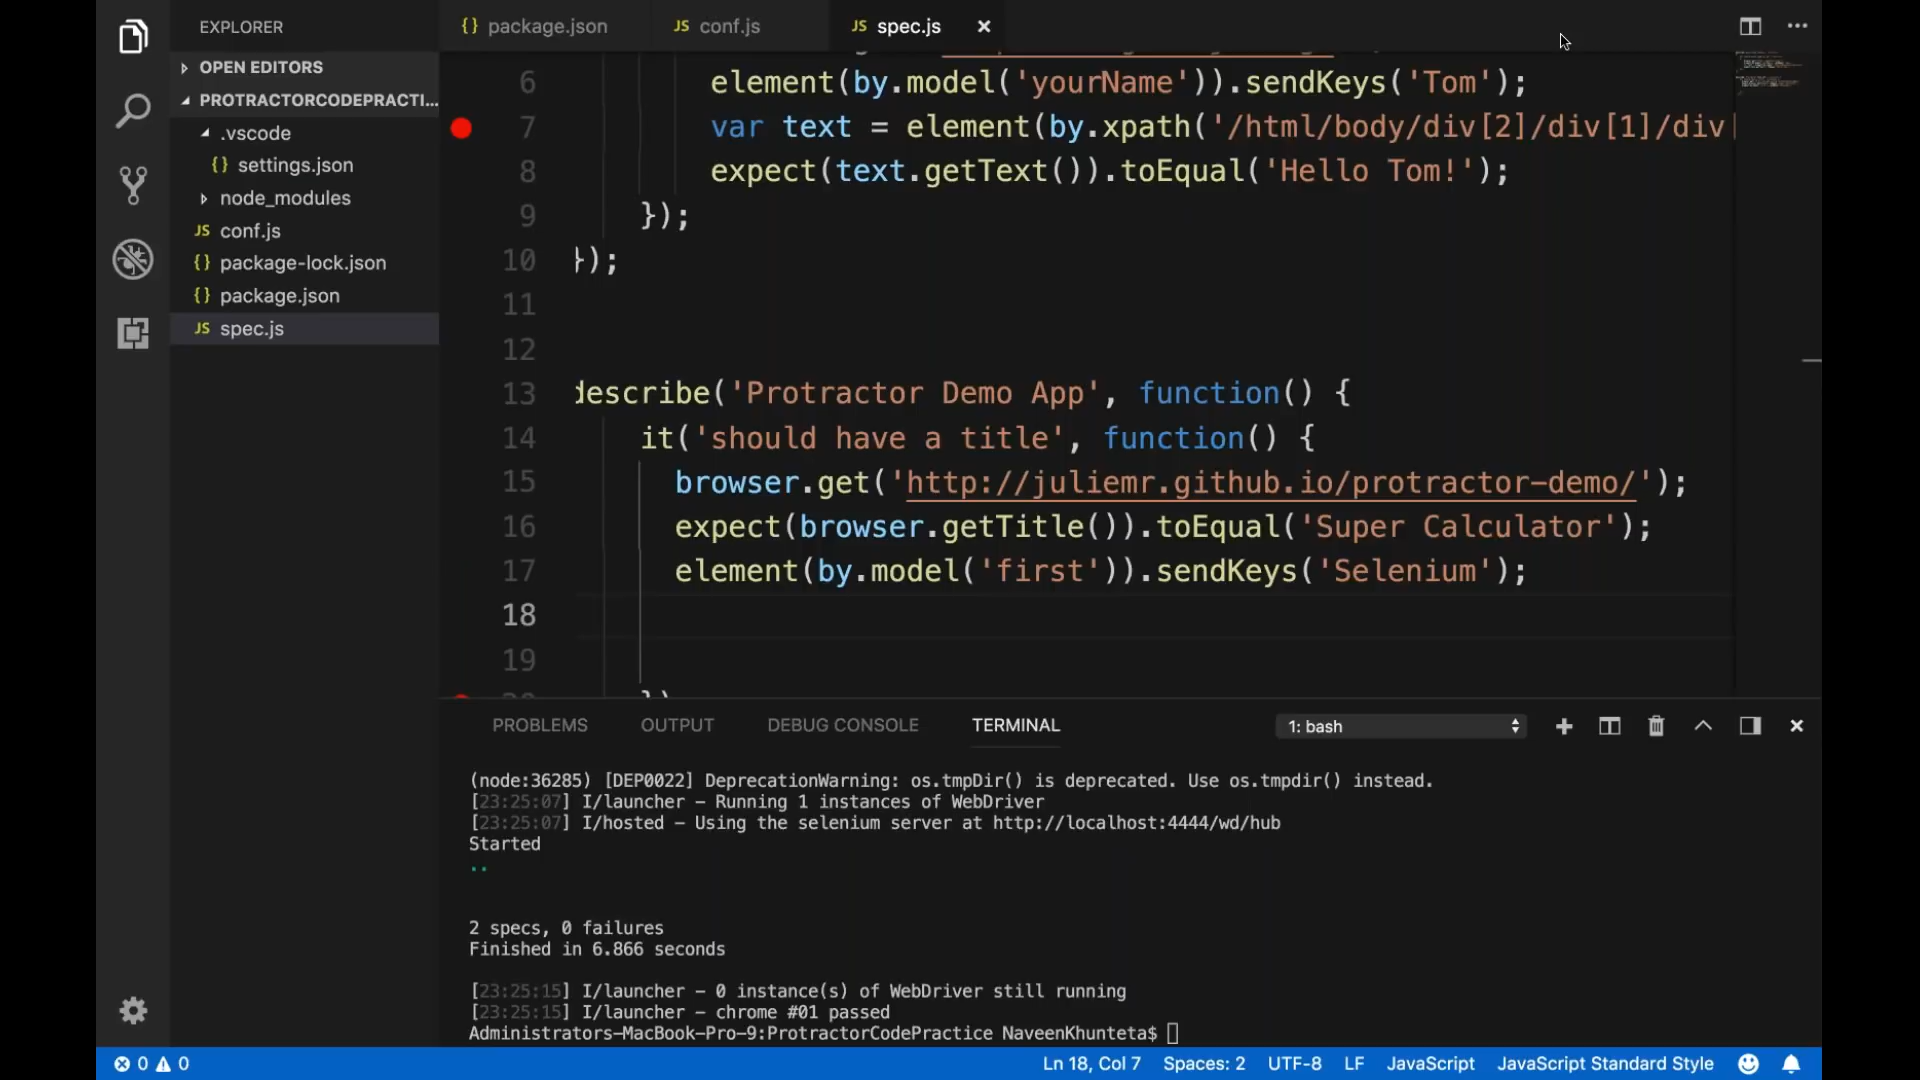 EXPLORER
OPEN EDITORS
PROTRACTORCODEPRACTI...
.vscode
{} settings.json
node_modules
JS conf.js
{} package-lock.json
{} package.json
JS spec.js
{} package.json JS conf.js JS spec.js
6 element(by.model('yourName')).sendKeys('Tom');
7 var text = element(by.xpath('/html/body/div[2]/div[1]/div
8 expect(text.getText()).toEqual('Hello Tom!');
9 });
10 });
11
12
13 describe('Protractor Demo App', function() {
14 it('should have a title', function() {
15 browser.get('http://juliemr.github.io/protractor-demo/');
16 expect(browser.getTitle()).toEqual('Super Calculator');
17 element(by.model('first')).sendKeys('Selenium');
18
19
PROBLEMS OUTPUT DEBUG CONSOLE TERMINAL 1: bash
(node:36285) [DEP0022] DeprecationWarning: os.tmpDir() is deprecated. Use os.tmpdir() instead.
[23:25:07] I/launcher - Running 1 instances of WebDriver
[23:25:07] I/hosted - Using the selenium server at http://localhost:4444/wd/hub
Started
..
2 specs, 0 failures
Finished in 6.866 seconds
[23:25:15] I/launcher - 0 instance(s) of WebDriver still running
[23:25:15] I/launcher - chrome #01 passed
Administrators-MacBook-Pro-9:ProtractorCodePractice NaveenKhunteta$
0 0 Ln 18, Col 7 Spaces: 2 UTF-8 LF JavaScript JavaScript Standard Style